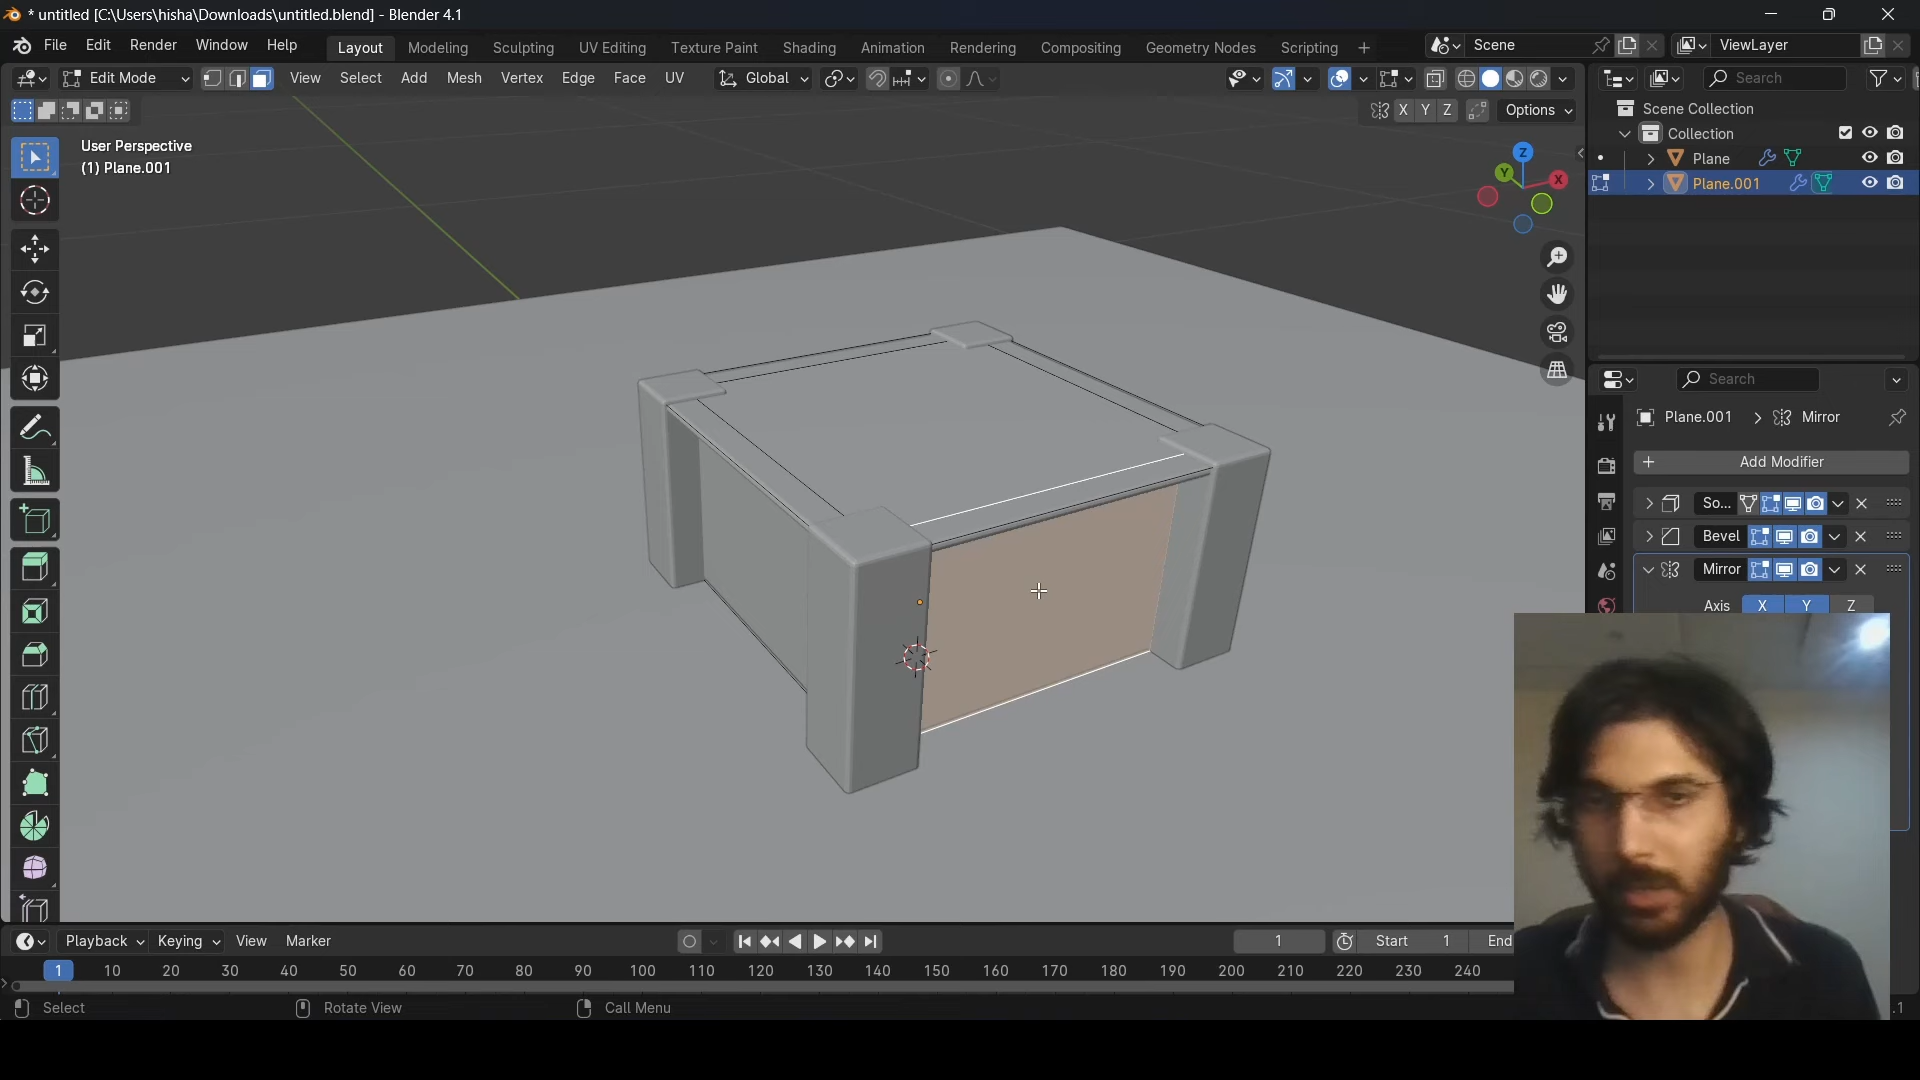 * untitled [C:\Users\hisha\Downloads\untitled.blend] - Blender 4.1
File Edit Render Window Help Layout Modeling Sculpting UV Editing Texture Paint Shading Animation Rendering Compositing Geometry Nodes Scripting + Scene ViewLayer
Edit Mode View Select Add Mesh Vertex Edge Face UV Global Search
X Y Z Options
Scene Collection
Collection
User Perspective
(1) Plane.001
Plane
Plane.001
Z
Y
X
Search
Plane.001 > Mirror
+ Add Modifier
So...
Bevel
Mirror
Axis X Y Z
Playback Keying View Marker 1 Start 1 End
1 10 20 30 40 50 60 70 80 90 100 110 120 130 140 150 160 170 180 190 200 210 220 230 240
Select Rotate View Call Menu .1